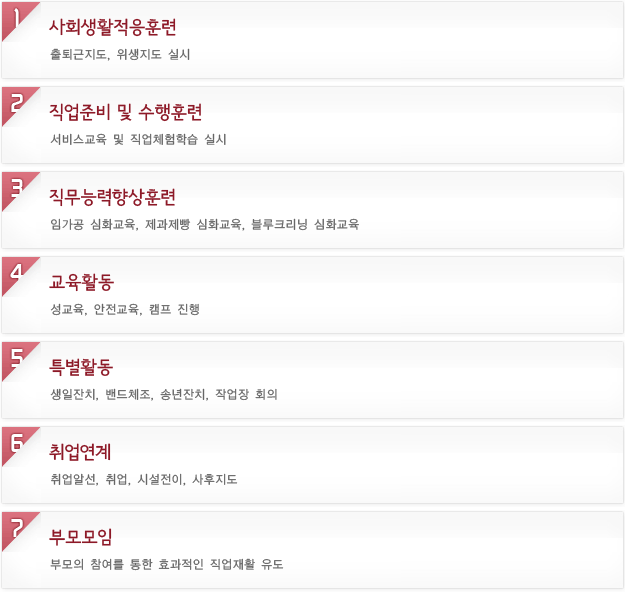 1
사회생활적응훈련
출퇴근지도, 위생지도 실시
2
직업준비 및 수행훈련
서비스교육 및 직업체험학습 실시
3
직무능력향상훈련
임가공 심화교육, 제과제빵 심화교육, 블루크리닝 심화교육
4
교육활동
성교육, 안전교육, 캠프 진행
5
특별활동
생일잔치, 밴드체조, 송년잔치, 작업장 회의
6
취업연계
취업알선, 취업, 시설전이, 사후지도
7
부모모임
부모의 참여를 통한 효과적인 직업재활 유도